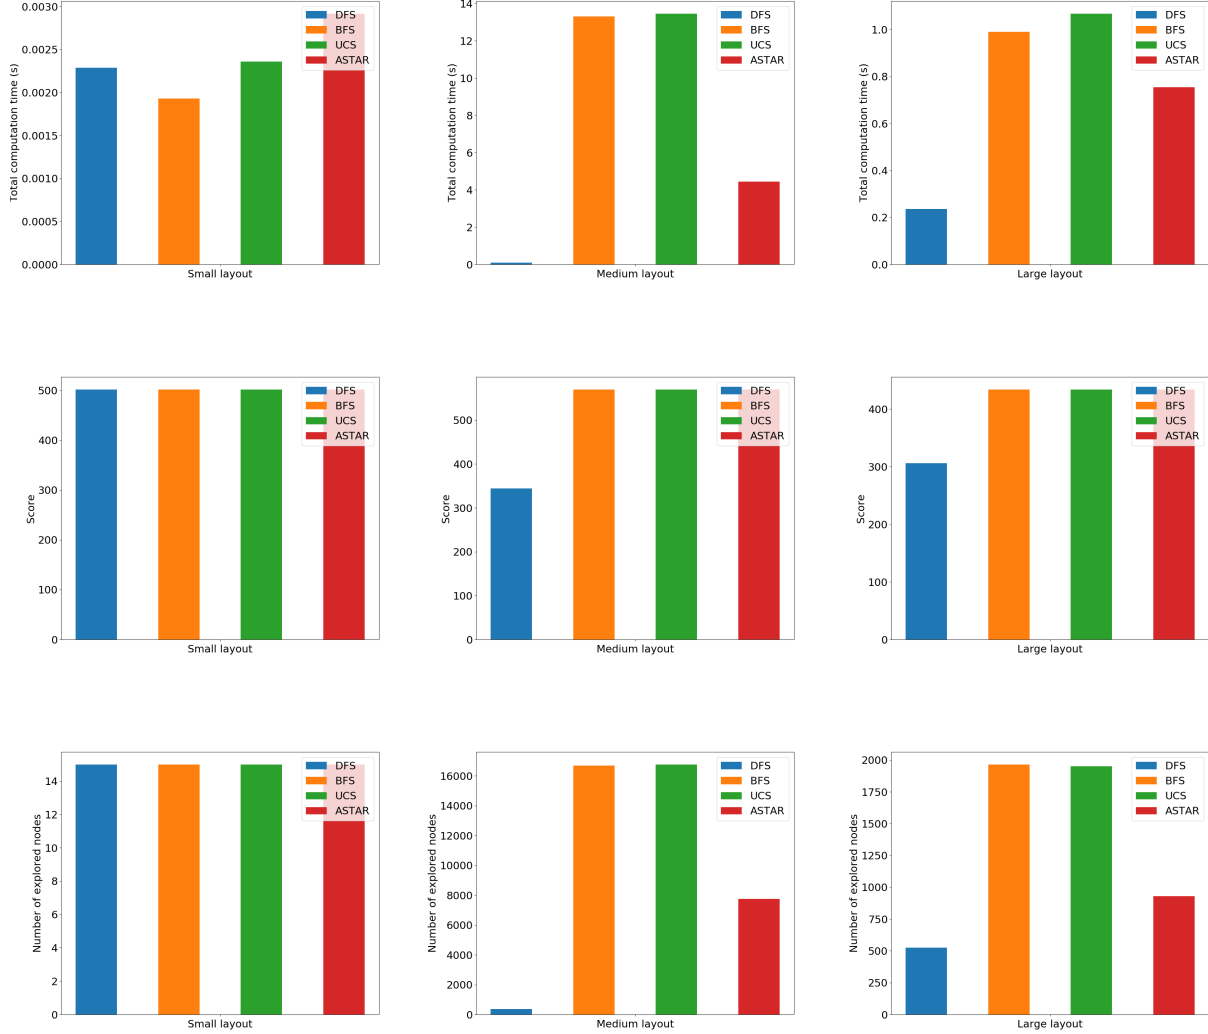 Total computation time (s)
0.0030
0.0025
0.0020
0.0015
0.0010
0.0005
0.0000
DFS
BFS
UCS
ASTAR
Small layout
Total computation time (s)
14
12
10
8
6
4
2
0
DFS
BFS
UCS
ASTAR
Medium layout
Total computation time (s)
1.0
0.8
0.6
0.4
0.2
0.0
DFS
BFS
UCS
ASTAR
Large layout
Score
500
400
300
200
100
0
DFS
BFS
UCS
ASTAR
Small layout
Score
500
400
300
200
100
0
DFS
BFS
UCS
ASTAR
Medium layout
Score
400
300
200
100
0
DFS
BFS
UCS
ASTAR
Large layout
Number of explored nodes
14
12
10
8
6
4
2
0
DFS
BFS
UCS
ASTAR
Small layout
Number of explored nodes
16000
14000
12000
10000
8000
6000
4000
2000
0
DFS
BFS
UCS
ASTAR
Medium layout
Number of explored nodes
2000
1750
1500
1250
1000
750
500
250
0
DFS
BFS
UCS
ASTAR
Large layout